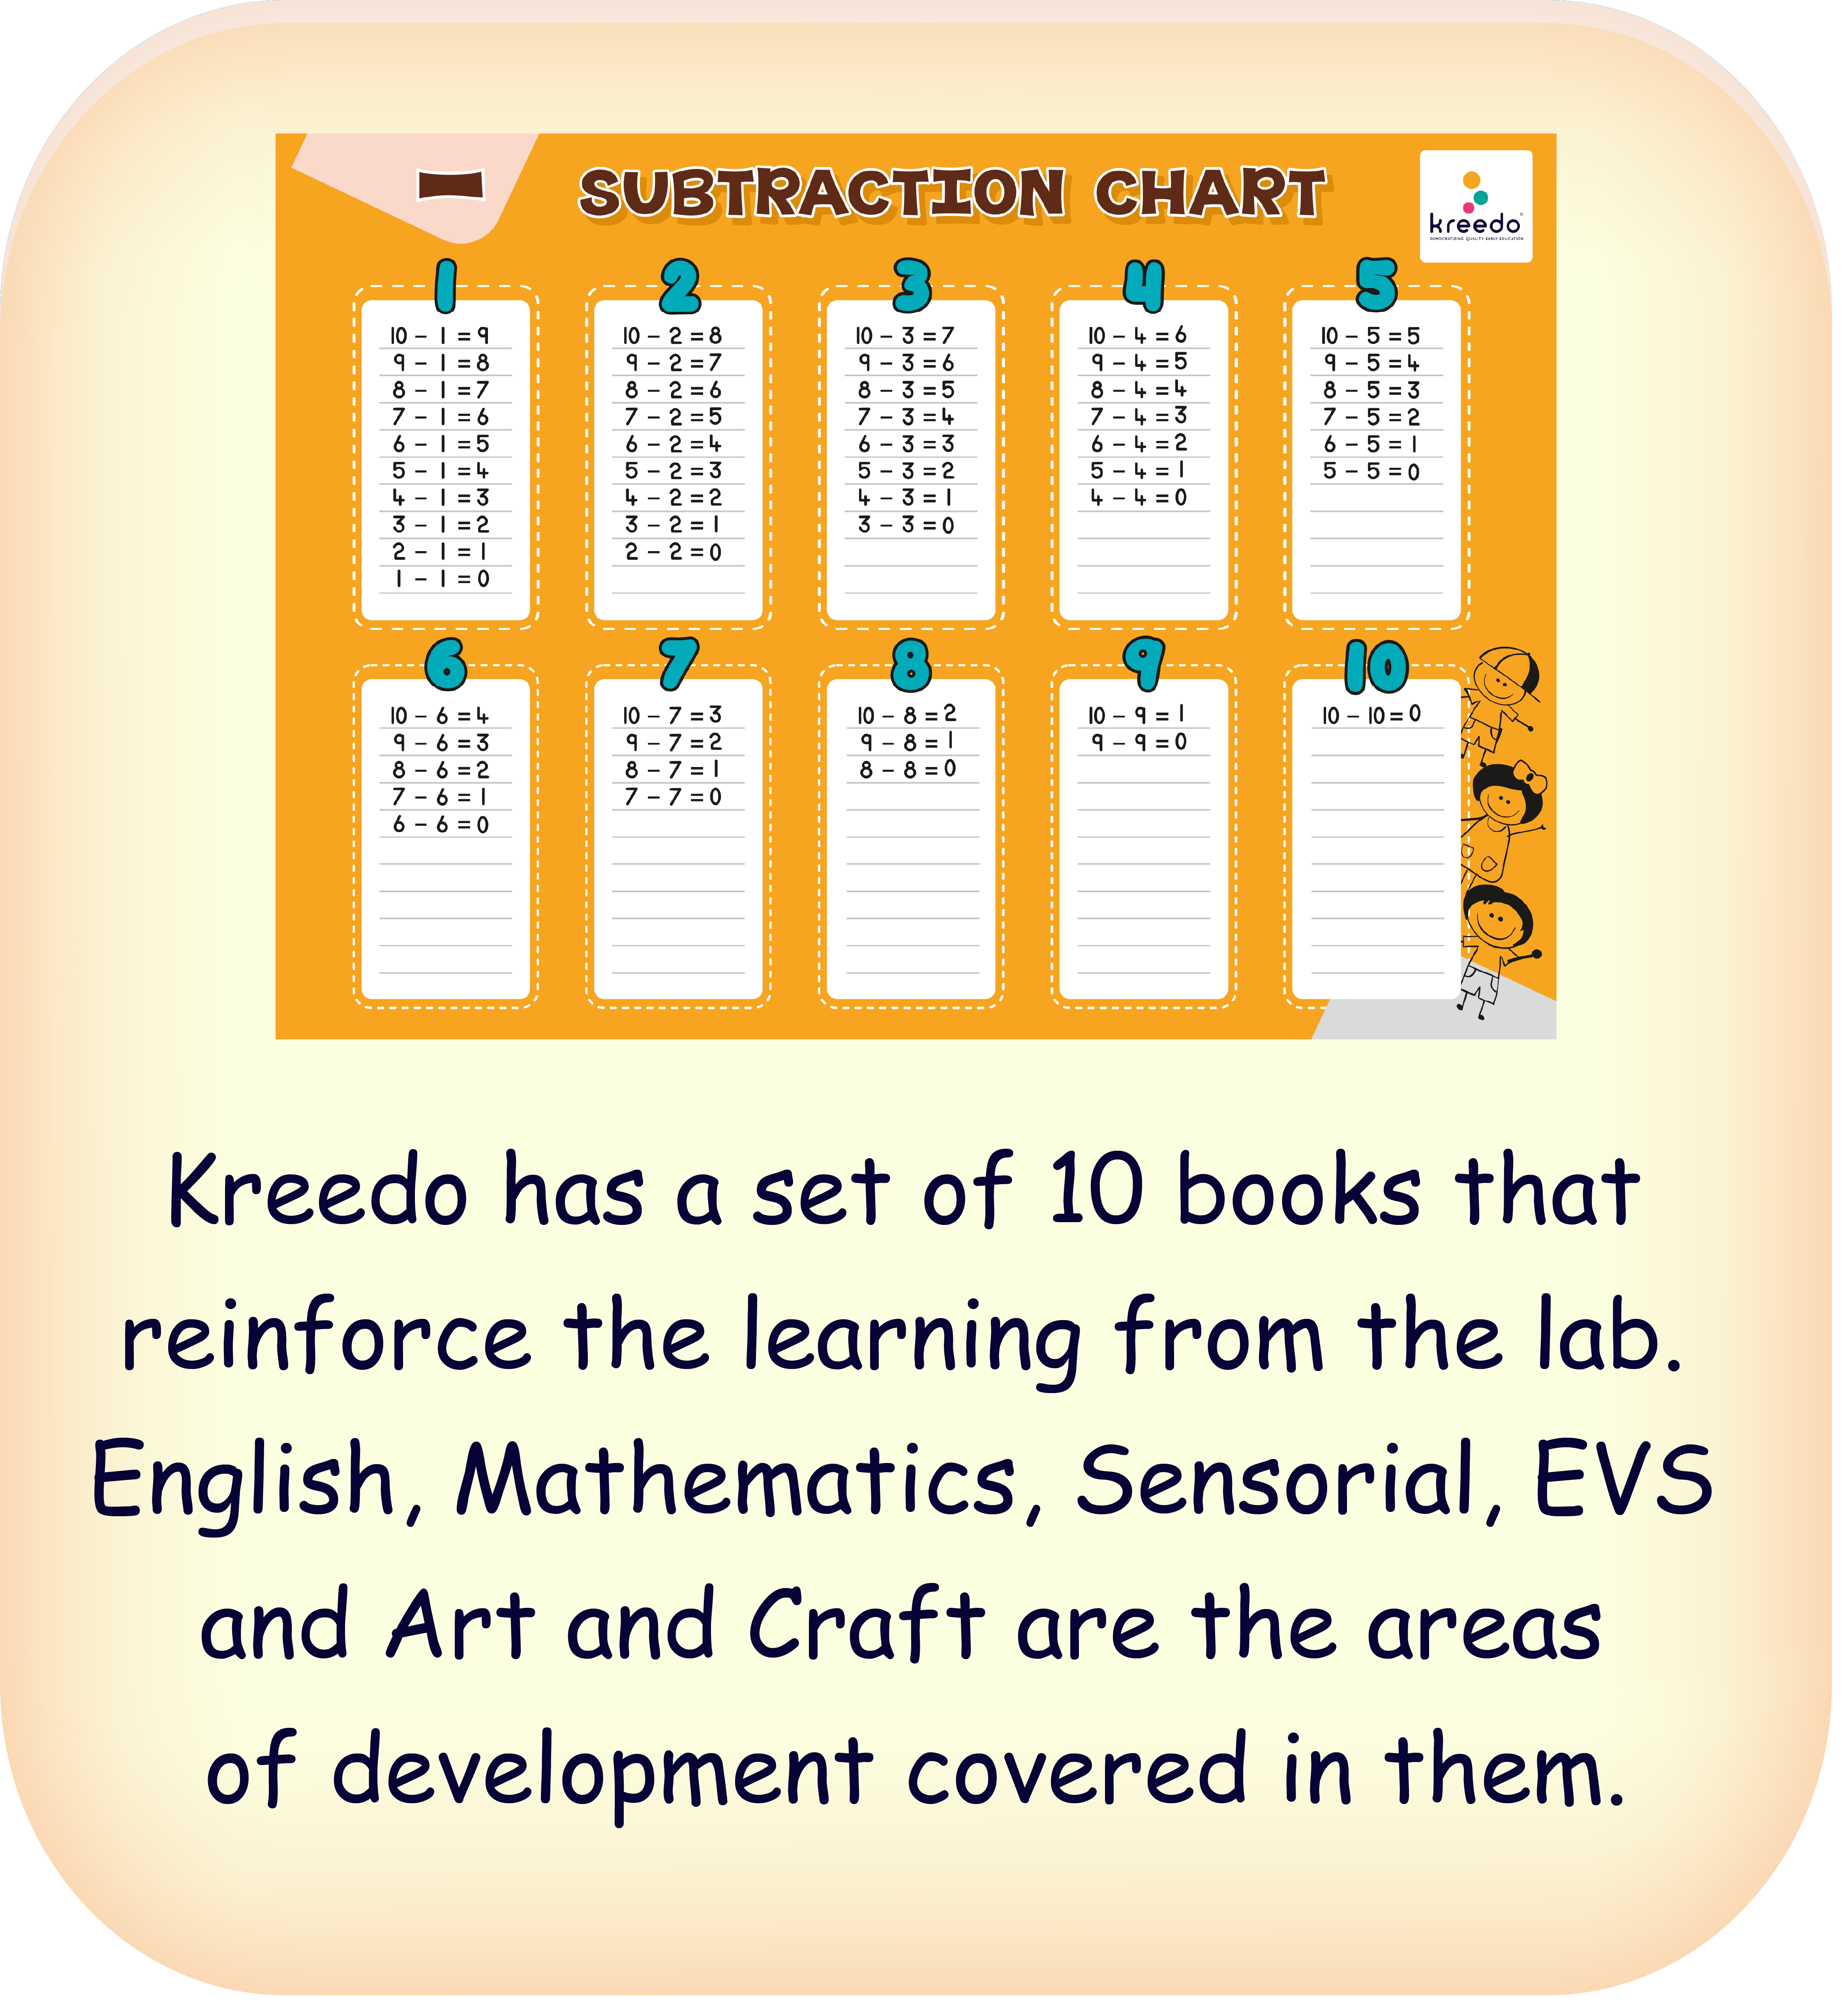 – SUBTRACTION CHART
kreedo
DEMOCRATIZING QUALITY EARLY EDUCATION
1
10 – 1 = 9
9 – 1 = 8
8 – 1 = 7
7 – 1 = 6
6 – 1 = 5
5 – 1 = 4
4 – 1 = 3
3 – 1 = 2
2 – 1 = 1
1 – 1 = 0
2
10 – 2 = 8
9 – 2 = 7
8 – 2 = 6
7 – 2 = 5
6 – 2 = 4
5 – 2 = 3
4 – 2 = 2
3 – 2 = 1
2 – 2 = 0
3
10 – 3 = 7
9 – 3 = 6
8 – 3 = 5
7 – 3 = 4
6 – 3 = 3
5 – 3 = 2
4 – 3 = 1
3 – 3 = 0
4
10 – 4 = 6
9 – 4 = 5
8 – 4 = 4
7 – 4 = 3
6 – 4 = 2
5 – 4 = 1
4 – 4 = 0
5
10 – 5 = 5
9 – 5 = 4
8 – 5 = 3
7 – 5 = 2
6 – 5 = 1
5 – 5 = 0
6
10 – 6 = 4
9 – 6 = 3
8 – 6 = 2
7 – 6 = 1
6 – 6 = 0
7
10 – 7 = 3
9 – 7 = 2
8 – 7 = 1
7 – 7 = 0
8
10 – 8 = 2
9 – 8 = 1
8 – 8 = 0
9
10 – 9 = 1
9 – 9 = 0
10
10 – 10 = 0
Kreedo has a set of 10 books that
reinforce the learning from the lab.
English, Mathematics, Sensorial, EVS
and Art and Craft are the areas
of development covered in them.